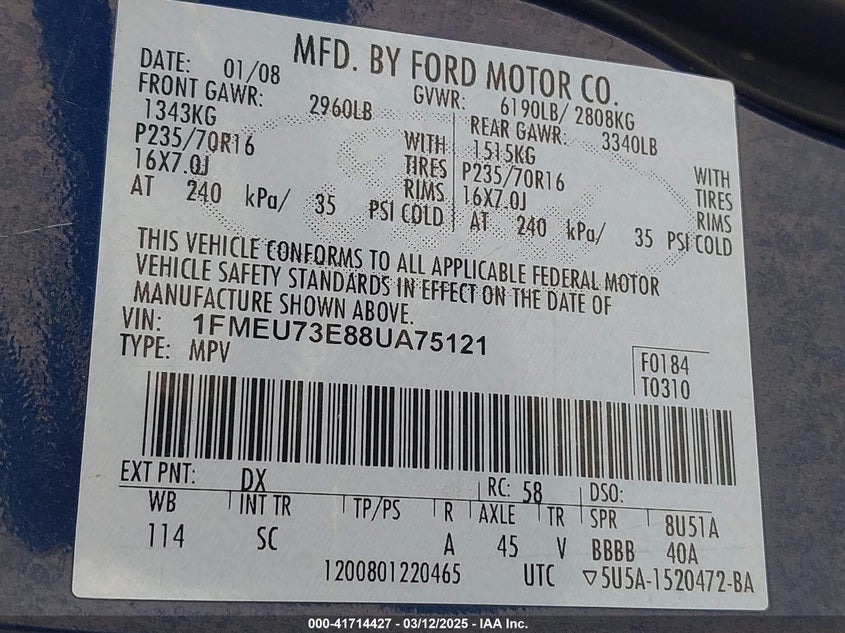 MFD. BY FORD MOTOR CO.
DATE: 01/08 GVWR: 6190LB/ 2808KG
FRONT GAWR: 2960LB REAR GAWR: 3340LB
1343KG WITH 1515KG WITH
P235/70R16 TIRES P235/70R16 TIRES
16X7.0J RIMS 16X7.0J RIMS
AT 240 kPa/ 35 PSI COLD AT 240 kPa/ 35 PSI COLD
THIS VEHICLE CONFORMS TO ALL APPLICABLE FEDERAL MOTOR
VEHICLE SAFETY STANDARDS IN EFFECT ON THE DATE OF
MANUFACTURE SHOWN ABOVE.
VIN: 1FMEU73E88UA75121
TYPE: MPV
F0184
T0310
EXT PNT: DX RC: 58 DSO:
WB INT TR TP/PS R AXLE TR SPR 8U51A
114 SC A 45 V BBBB 40A
1200801220465 UTC ▽5U5A-1520472-BA
000-41714427 - 03/12/2025 - IAA Inc.